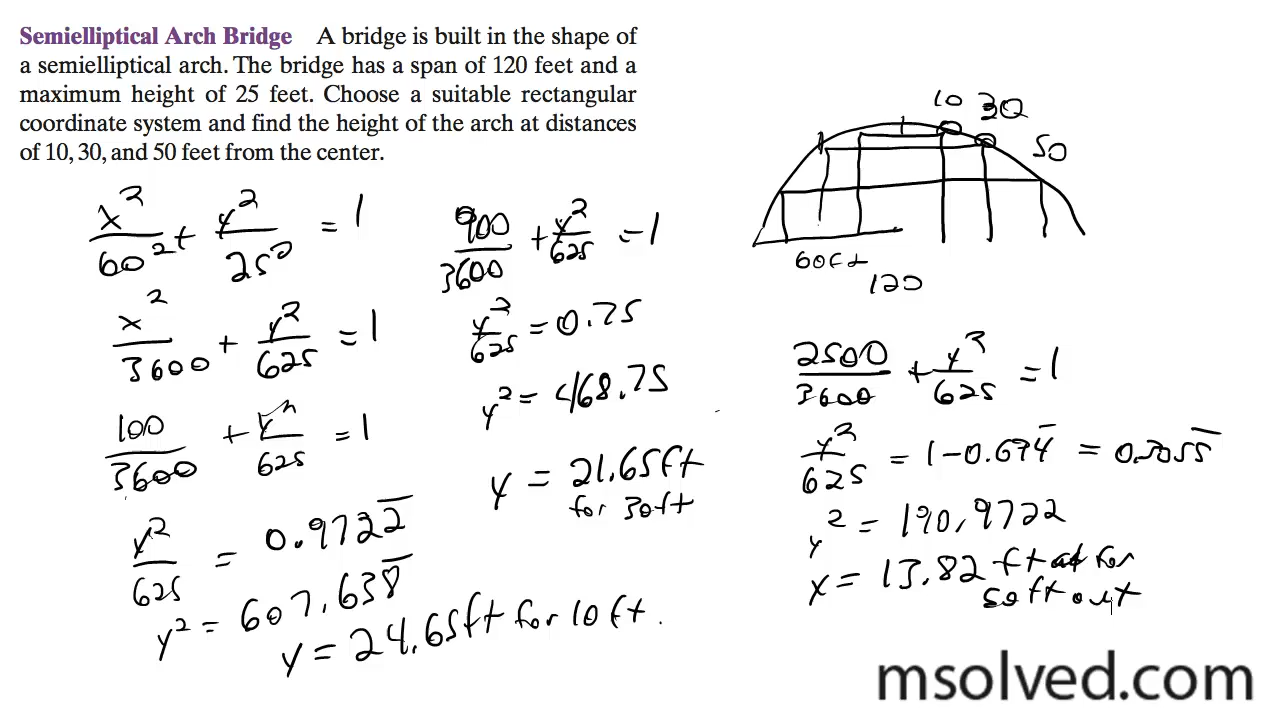 Semielliptical Arch Bridge A bridge is built in the shape of
a semielliptical arch. The bridge has a span of 120 feet and a
maximum height of 25 feet. Choose a suitable rectangular
coordinate system and find the height of the arch at distances
of 10, 30, and 50 feet from the center.
x²/60² + y²/25² = 1
x²/3600 + y²/625 = 1
100/3600 + y²/625 = 1
y²/625 = 0.9722̅
y² = 607.638̅
y = 24.65ft for 10ft.
900/3600 + y²/625 = 1
y²/625 = 0.75
y² = 468.75
y = 21.65ft
for 30ft
10 30
50
60ft
120
2500/3600 + y²/625 = 1
y²/625 = 1 - 0.694̅ = 0.3055̅
y² = 190.9722
x = 13.82 ft at for
50ft out
msolved.com